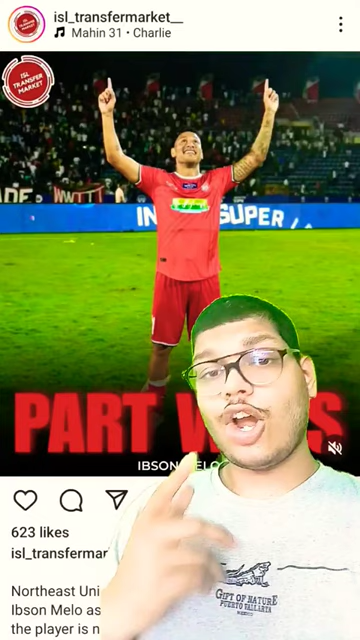 isl_transfermarket__
Mahin 31 • Charlie
ISL
TRANSFER
MARKET
SUPER
PART
IBSON
623 likes
isl_transfermar
Northeast Uni
Ibson Melo as
the player is n
GIFT OF NATURE
PUERTO VALLARTA
MEXICO